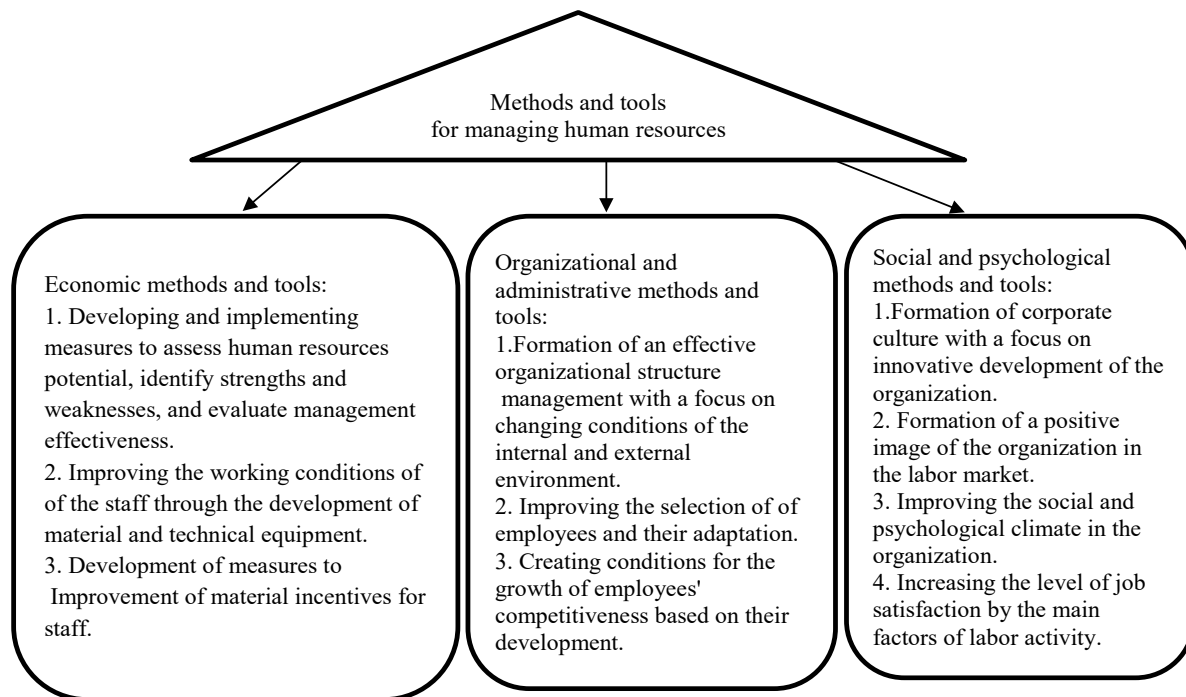 Methods and tools
for managing human resources
Economic methods and tools:
1. Developing and implementing
measures to assess human resources
potential, identify strengths and
weaknesses, and evaluate management
effectiveness.
2. Improving the working conditions of
of the staff through the development of
material and technical equipment.
3. Development of measures to
Improvement of material incentives for
staff.
Organizational and
administrative methods and
tools:
1.Formation of an effective
organizational structure
management with a focus on
changing conditions of the
internal and external
environment.
2. Improving the selection of of
employees and their adaptation.
3. Creating conditions for the
growth of employees'
competitiveness based on their
development.
Social and psychological
methods and tools:
1.Formation of corporate
culture with a focus on
innovative development of the
organization.
2. Formation of a positive
image of the organization in
the labor market.
3. Improving the social and
psychological climate in the
organization.
4. Increasing the level of job
satisfaction by the main
factors of labor activity.